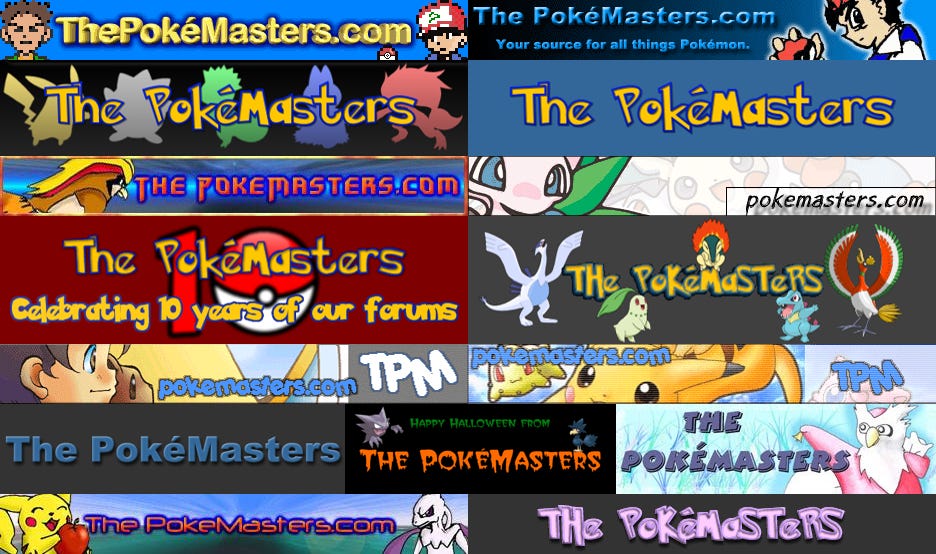 ThePokéMasters.com
The PokéMasters.com
Your source for all things Pokémon.
The PokéMasters
The PokéMasters
THE POKEMASTERS.COM
pokemasters.com
The PokéMasters
10
Celebrating 10 years of our forums
THE POKÉMASTERS
pokemasters.com
TPM
pokemasters.com
TPM
The PokéMasters
HAPPY HALLOWEEN FROM
THE POKÉMASTERS
THE
POKÉMASTERS
ThePokeMasters.com
THE POKÉMASTERS